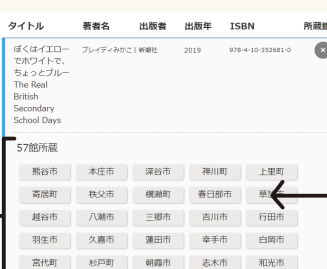 タイトル 著者名 出版者 出版年 ISBN 所蔵館
ぼくはイエロー ブレイディみかこ | 新潮社 2019 978-4-10-352681-0 ×
でホワイトで、
ちょっとブルー
The Real
British
Secondary
School Days
57館所蔵
熊谷市 本庄市 深谷市 神川町 上里町
寄居町 秩父市 横瀬町 春日部市
越谷市 八潮市 三郷市 吉川市 行田市
羽生市 久喜市 蓮田市 幸手市 白岡市
宮代町 杉戸町 朝霞市 志木市 和光市